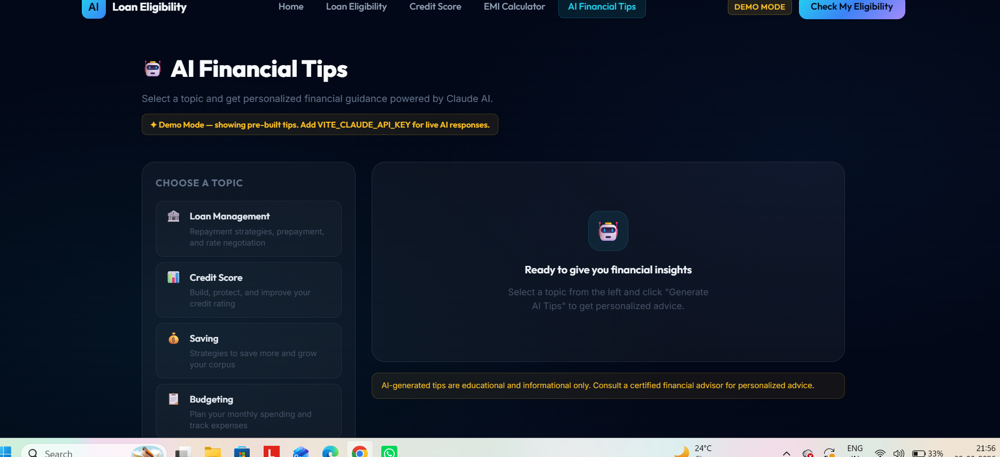 AI Loan Eligibility
Home
Loan Eligibility
Credit Score
EMI Calculator
AI Financial Tips
DEMO MODE
Check My Eligibility
AI Financial Tips
Select a topic and get personalized financial guidance powered by Claude AI.
✦ Demo Mode — showing pre-built tips. Add VITE_CLAUDE_API_KEY for live AI responses.
CHOOSE A TOPIC
Loan Management
Repayment strategies, prepayment,
and rate negotiation
Credit Score
Build, protect, and improve your
credit rating
Saving
Strategies to save more and grow
your corpus
Budgeting
Plan your monthly spending and
track expenses
Ready to give you financial insights
Select a topic from the left and click "Generate
AI Tips" to get personalized advice.
AI-generated tips are educational and informational only. Consult a certified financial advisor for personalized advice.
Search
24°C
ENG
33%
21:56